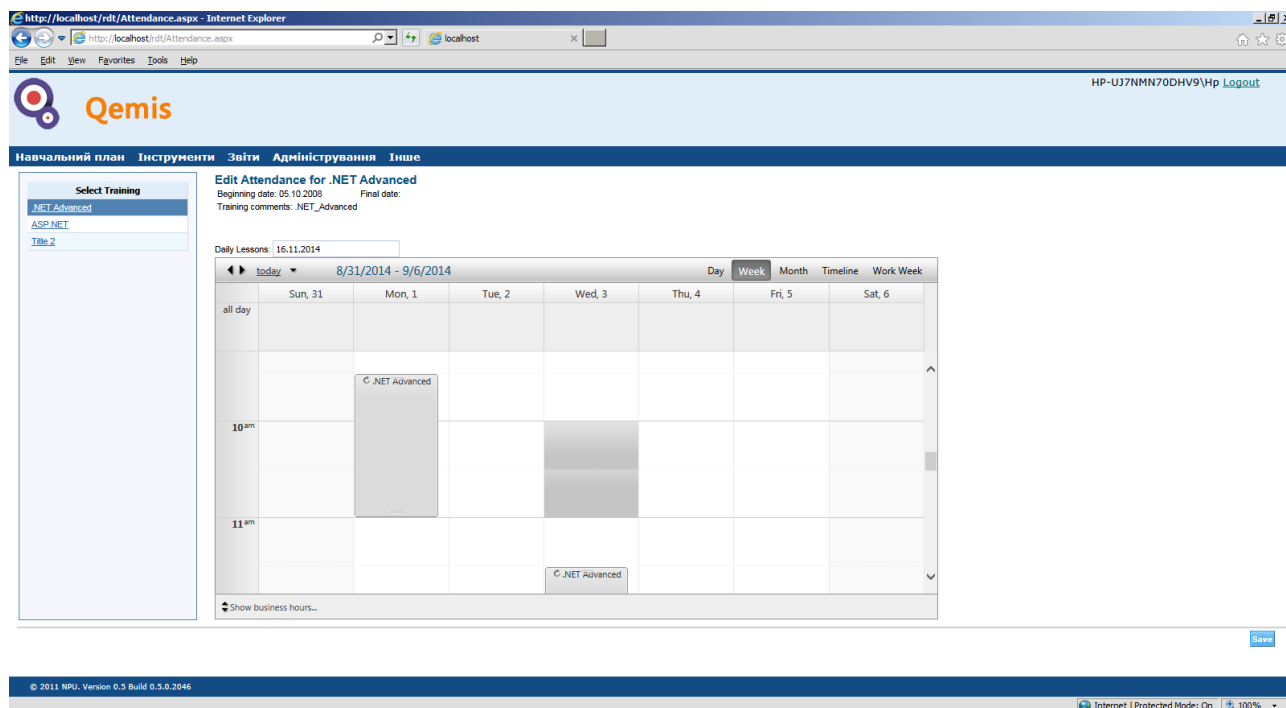 http://localhost/rdt/Attendance.aspx - Internet Explorer
http://localhost/rdt/Attendance.aspx localhost
File Edit View Favorites Tools Help
HP-UJ7NMN70DHV9\Hp Logout
Qemis
Навчальний план Інструменти Звіти Адміністрування Інше
Select Training
.NET Advanced
ASP.NET
Title 2
Edit Attendance for .NET Advanced
Beginning date: 05.10.2008 Final date:
Training comments: .NET_Advanced
Daily Lessons: 16.11.2014
today 8/31/2014 - 9/6/2014 Day Week Month Timeline Work Week
Sun, 31 Mon, 1 Tue, 2 Wed, 3 Thu, 4 Fri, 5 Sat, 6
all day
.NET Advanced
10 am
11 am
.NET Advanced
Show business hours...
Save
© 2011 NPU. Version 0.5 Build 0.5.0.2046
Internet | Protected Mode: On 100%